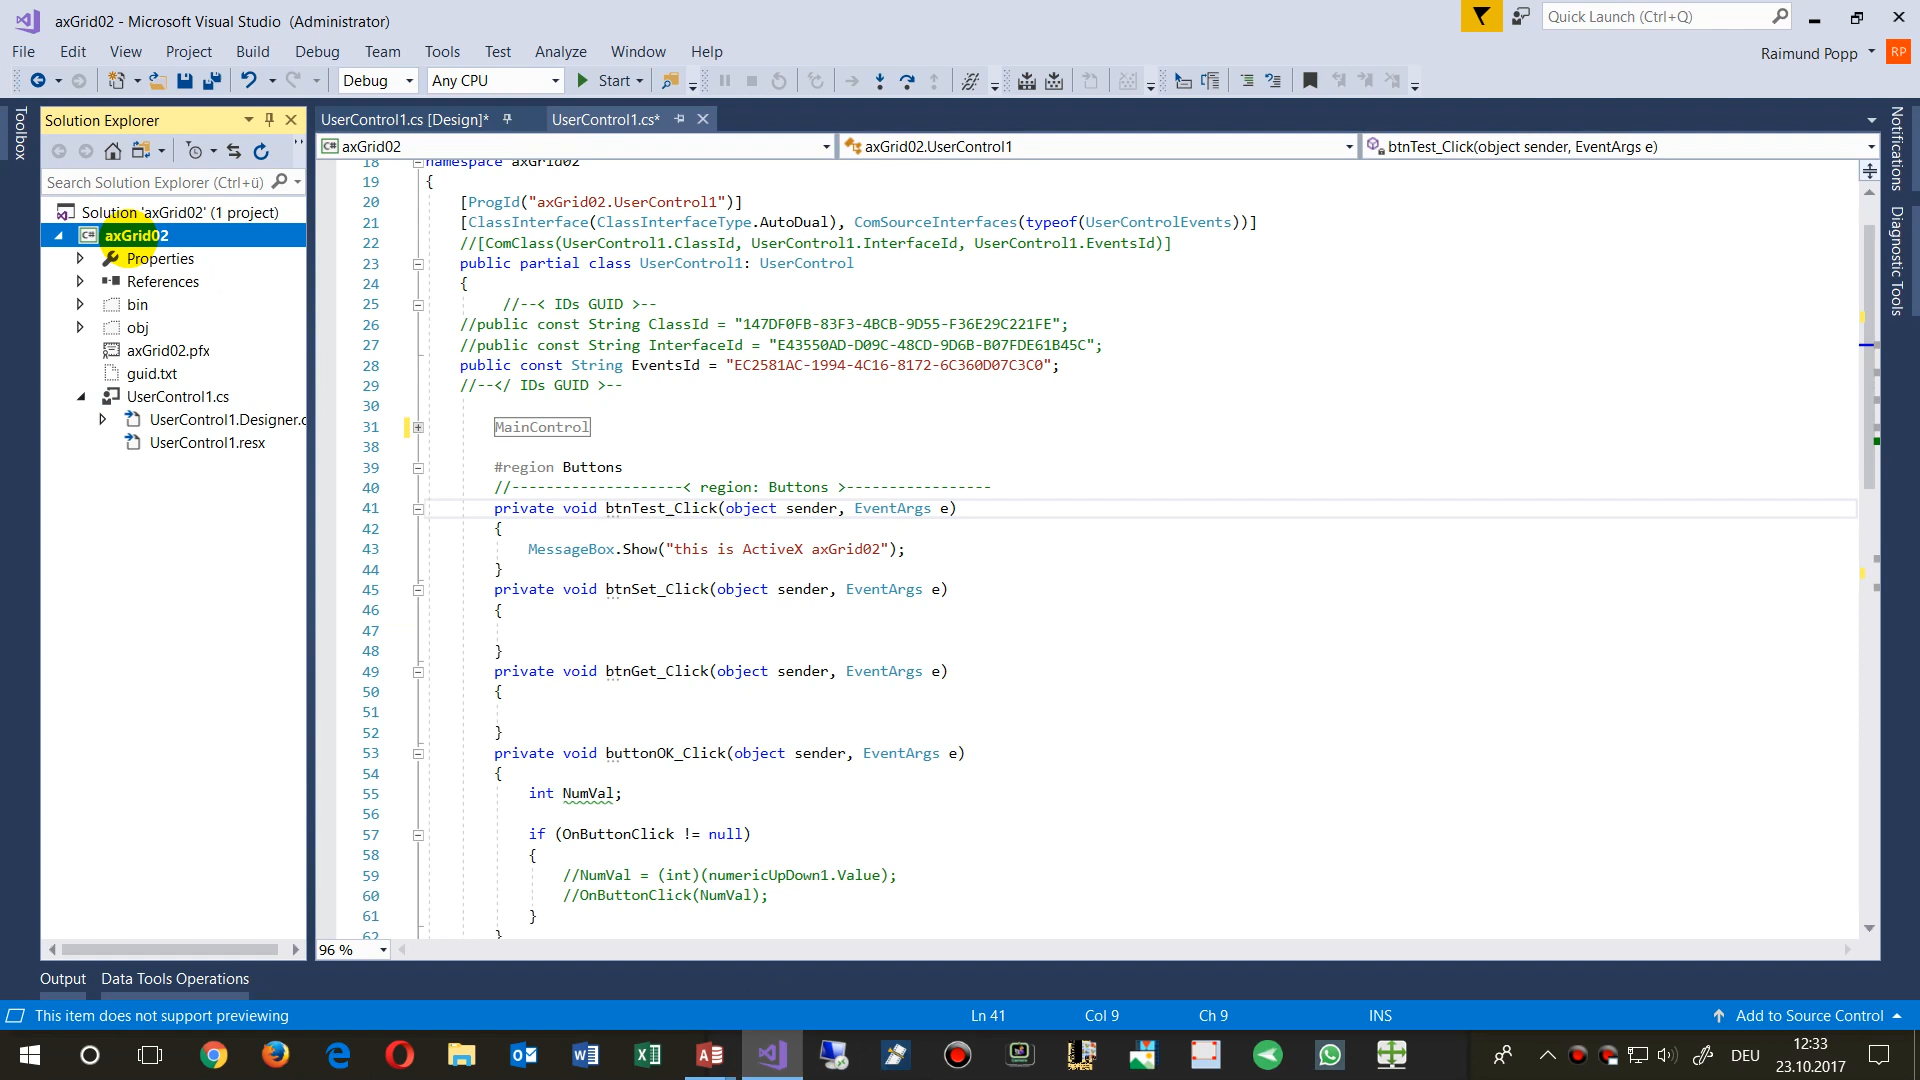 axGrid02 - Microsoft Visual Studio (Administrator)
Quick Launch (Ctrl+Q)
File Edit View Project Build Debug Team Tools Test Analyze Window Help
Raimund Popp
RP
Debug
Any CPU
Start
Toolbox
Solution Explorer
Search Solution Explorer (Ctrl+ü)
Solution 'axGrid02' (1 project)
C# axGrid02
Properties
References
bin
obj
axGrid02.pfx
guid.txt
UserControl1.cs
UserControl1.Designer.c
UserControl1.resx
UserControl1.cs [Design]*
UserControl1.cs*
C# axGrid02
axGrid02.UserControl1
btnTest_Click(object sender, EventArgs e)
18 namespace axGrid02
19 {
20 [ProgId("axGrid02.UserControl1")]
21 [ClassInterface(ClassInterfaceType.AutoDual), ComSourceInterfaces(typeof(UserControlEvents))]
22 //[ComClass(UserControl1.ClassId, UserControl1.InterfaceId, UserControl1.EventsId)]
23 public partial class UserControl1: UserControl
24 {
25 //--< IDs GUID >--
26 //public const String ClassId = "147DF0FB-83F3-4BCB-9D55-F36E29C221FE";
27 //public const String InterfaceId = "E43550AD-D09C-48CD-9D6B-B07FDE61B45C";
28 public const String EventsId = "EC2581AC-1994-4C16-8172-6C360D07C3C0";
29 //--</ IDs GUID >--
30
31 MainControl
38
39 #region Buttons
40 //--------------------< region: Buttons >-----------------
41 private void btnTest_Click(object sender, EventArgs e)
42 {
43 MessageBox.Show("this is ActiveX axGrid02");
44 }
45 private void btnSet_Click(object sender, EventArgs e)
46 {
47
48 }
49 private void btnGet_Click(object sender, EventArgs e)
50 {
51
52 }
53 private void buttonOK_Click(object sender, EventArgs e)
54 {
55 int NumVal;
56
57 if (OnButtonClick != null)
58 {
59 //NumVal = (int)(numericUpDown1.Value);
60 //OnButtonClick(NumVal);
61 }
62 }
96 %
Notifications
Diagnostic Tools
Output
Data Tools Operations
This item does not support previewing
Ln 41
Col 9
Ch 9
INS
Add to Source Control
DEU
12:33
23.10.2017